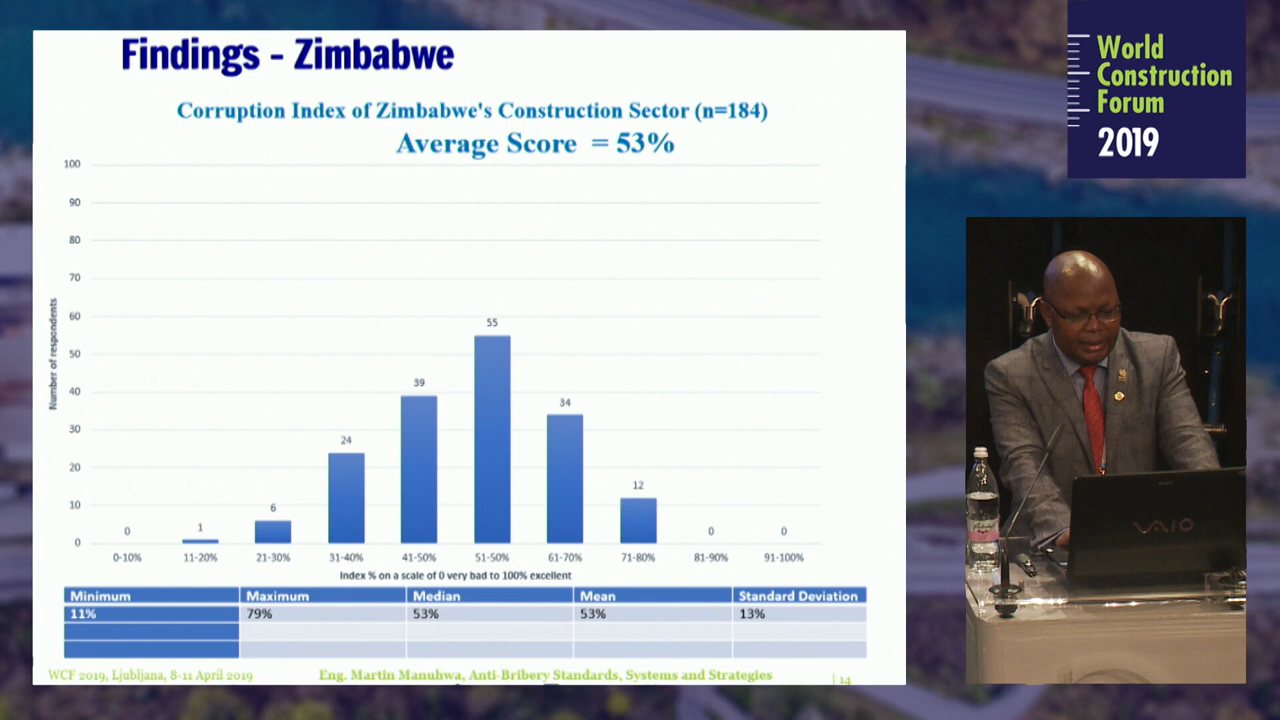 Findings - Zimbabwe
Corruption Index of Zimbabwe's Construction Sector (n=184)
Average Score = 53%
100
90
80
70
60
50
40
30
20
10
0
Number of respondents
0
1
6
24
39
55
34
12
0
0
0-10%
11-20%
21-30%
31-40%
41-50%
51-50%
61-70%
71-80%
81-90%
91-100%
Index % on a scale of 0 very bad to 100% excellent
Minimum Maximum Median Mean Standard Deviation
11% 79% 53% 53% 13%
WCF 2019, Ljubljana, 8-11 April 2019 Eng. Martin Manuhwa, Anti-Bribery Standards, Systems and Strategies | 14
World
Construction
Forum
2019
VAIO